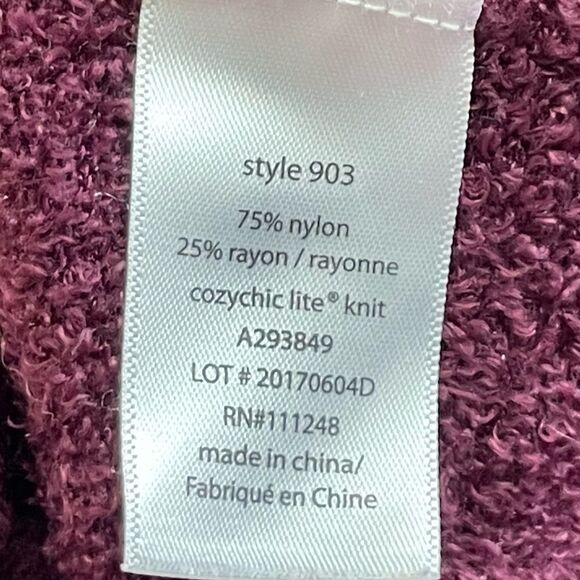 style 903
75% nylon
25% rayon / rayonne
cozychic lite® knit
A293849
LOT # 20170604D
RN#111248
made in china/
Fabriqué en Chine